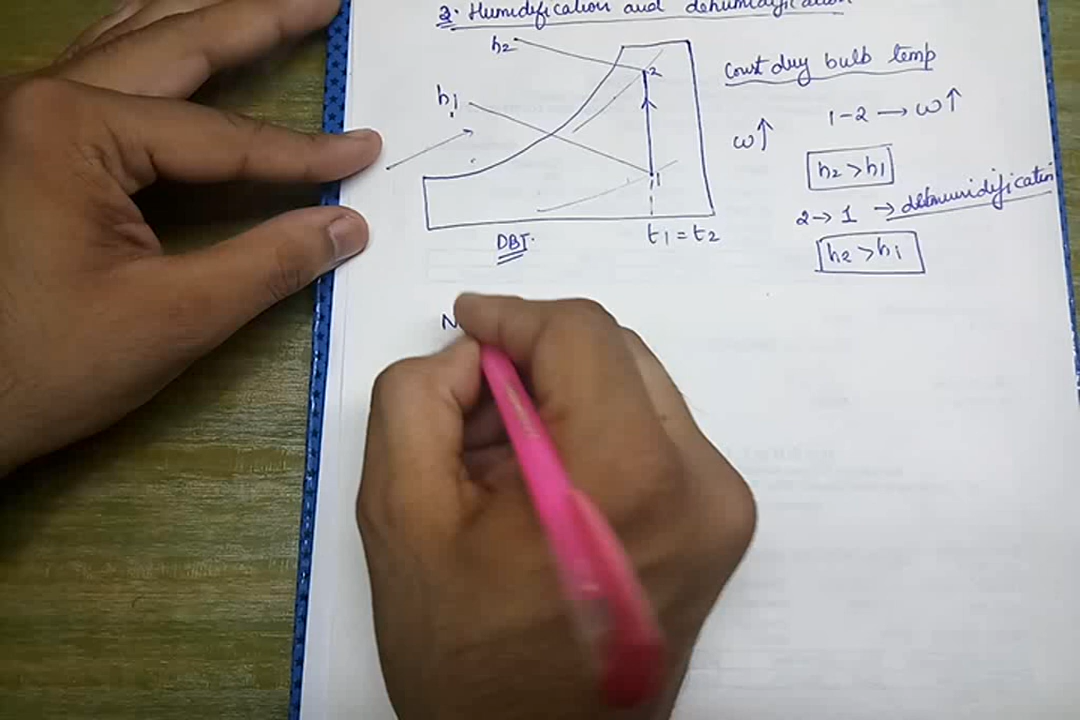 2. Humidification and dehumidification
h2
h1
2
1
DBT.
t1 = t2
Const dry bulb temp
1-2 → ω↑
ω↑
h2 > h1
2 → 1 → dehumidification
h2 > h1
N